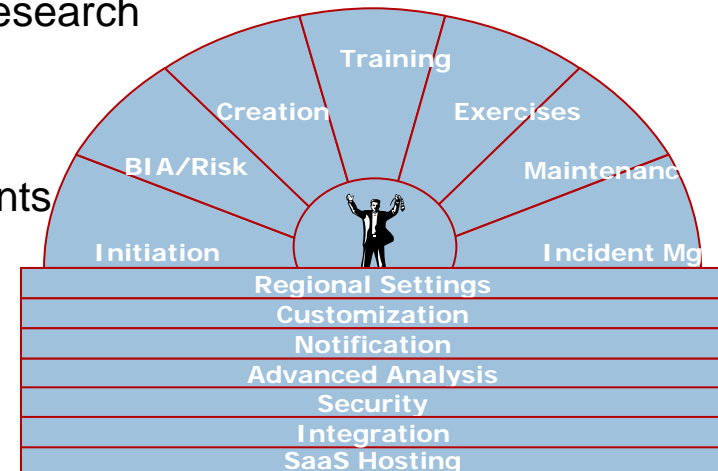 esearch
Training
Creation
Exercises
BIA/Risk
Maintenanc
nts
Initiation
Incident Mg
Regional Settings
Customization
Notification
Advanced Analysis
Security
Integration
SaaS Hosting